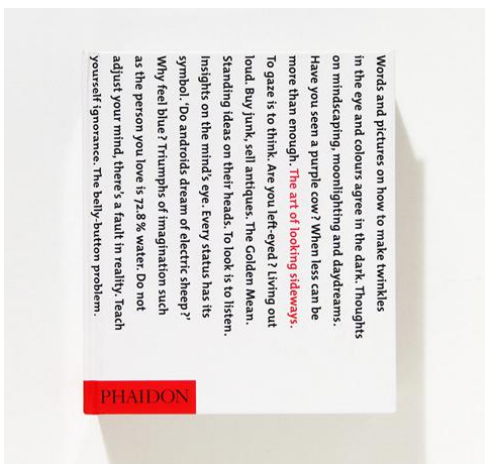 Words and pictures on how to make twinkles
in the eye and colours agree in the dark. Thoughts
on mindscaping, moonlighting and daydreams.
Have you seen a purple cow? When less can be
more than enough. The art of looking sideways.
To gaze is to think. Are you left-eyed? Living out
loud. Buy junk, sell antiques. The Golden Mean.
Standing ideas on their heads. To look is to listen.
Insights on the mind's eye. Every status has its
symbol. 'Do androids dream of electric sheep?'
Why feel blue? Triumphs of imagination such
as the person you love is 72.8% water. Do not
adjust your mind, there's a fault in reality. Teach
yourself ignorance. The belly-button problem.
PHAIDON